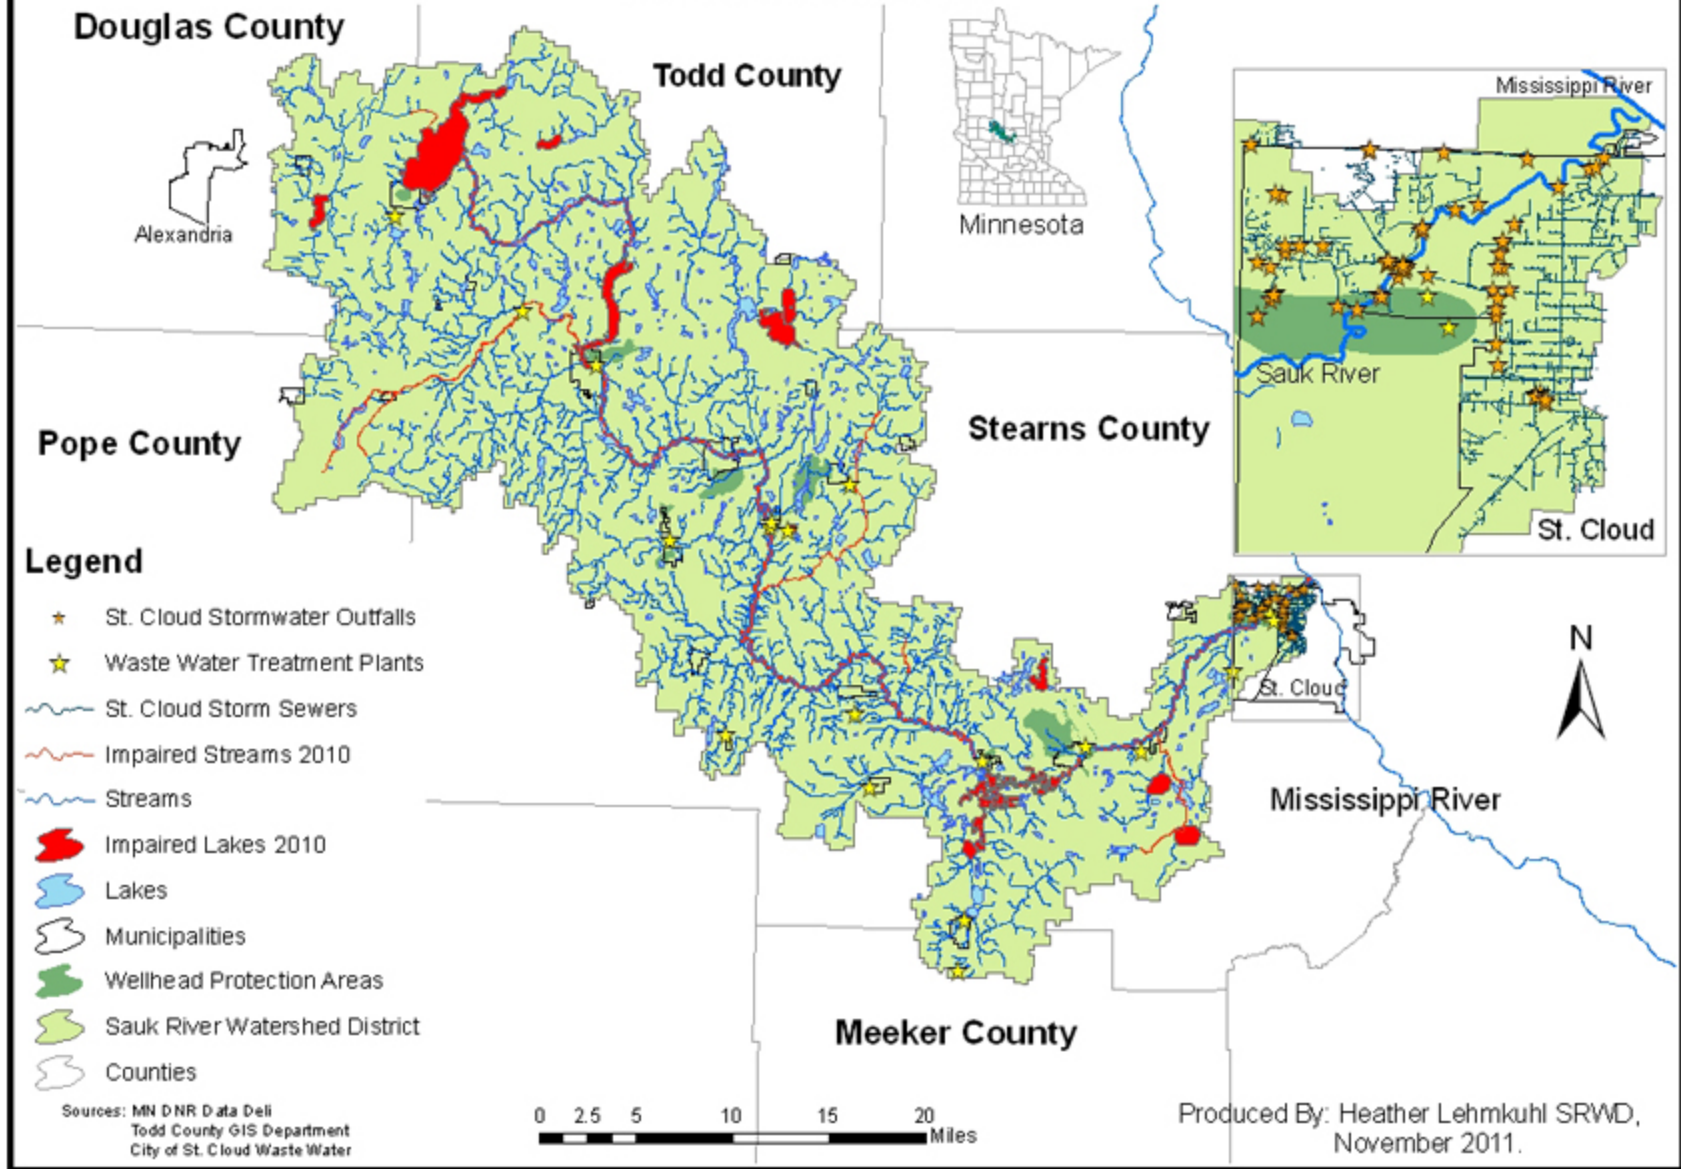 Douglas County
Todd County
Mississippi River
Alexandria
Minnesota
Sauk River
Pope County
Stearns County
St. Cloud
Legend
St. Cloud Stormwater Outfalls
Waste Water Treatment Plants
St. Cloud Storm Sewers
Impaired Streams 2010
Streams
Impaired Lakes 2010
Lakes
Municipalities
Wellhead Protection Areas
Sauk River Watershed District
Counties
N
St. Cloud
Mississippi River
Meeker County
Sources: MN DNR Data Deli
Todd County GIS Department
City of St. Cloud Waste Water
0 2.5 5 10 15 20
Miles
Produced By: Heather Lehmkuhl SRWD,
November 2011.